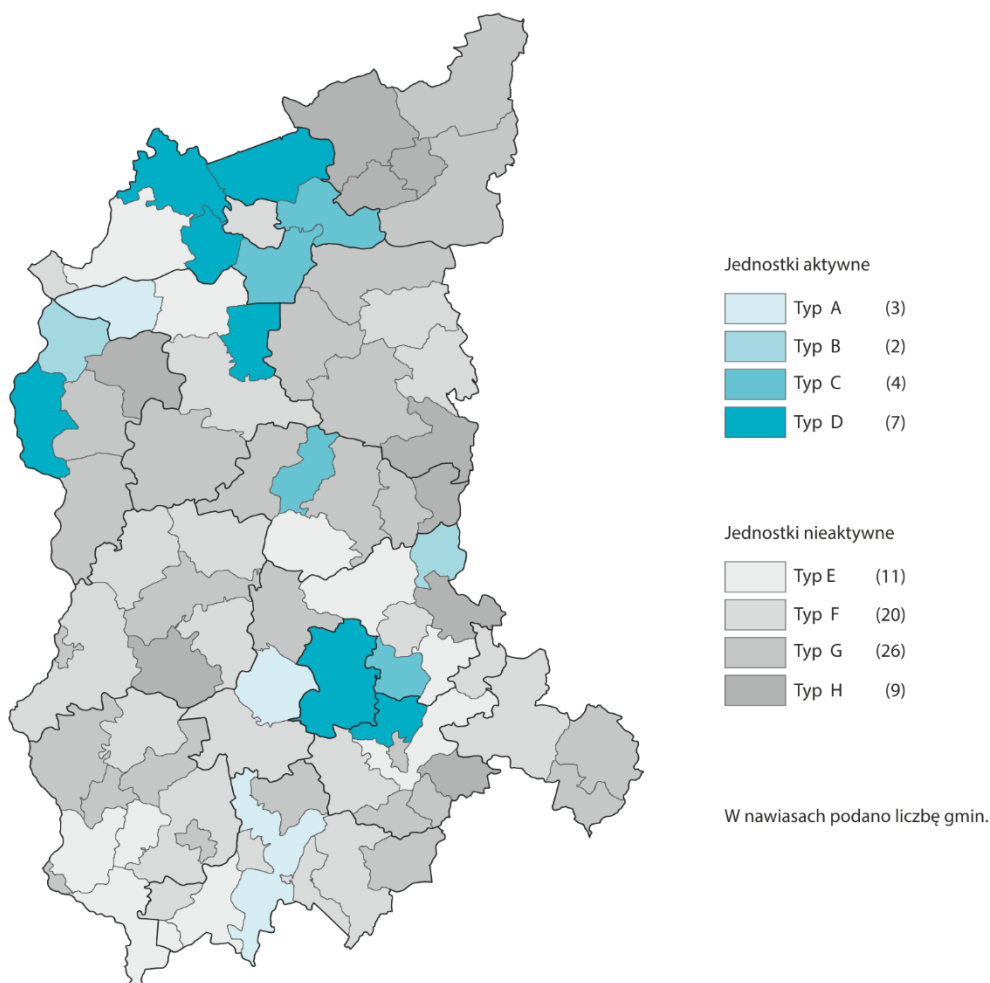 Jednostki aktywne
Typ A (3)
Typ B (2)
Typ C (4)
Typ D (7)
Jednostki nieaktywne
Typ E (11)
Typ F (20)
Typ G (26)
Typ H (9)
W nawiasach podano liczbę gmin.